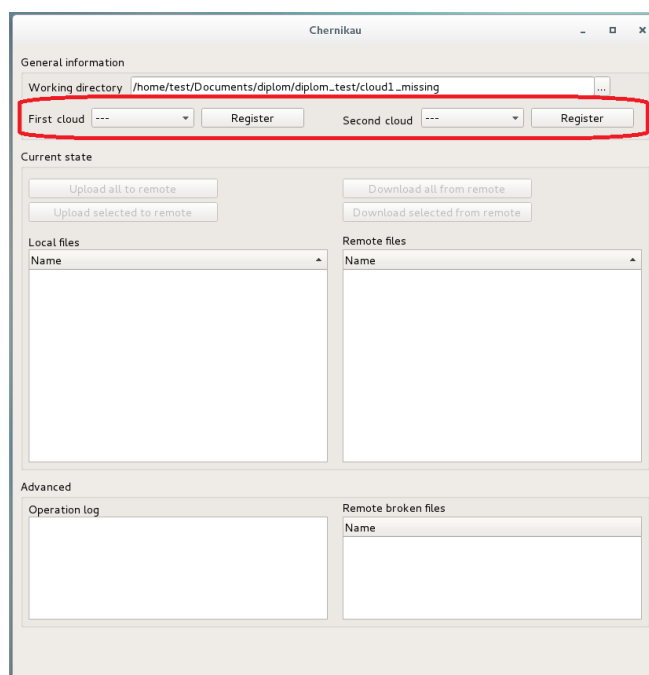 Chernikau
General information
Working directory /home/test/Documents/diplom/diplom_test/cloud1_missing ...
First cloud --- Register Second cloud --- Register
Current state
Upload all to remote Download all from remote
Upload selected to remote Download selected from remote
Local files Remote files
Name Name
Advanced
Operation log Remote broken files
Name